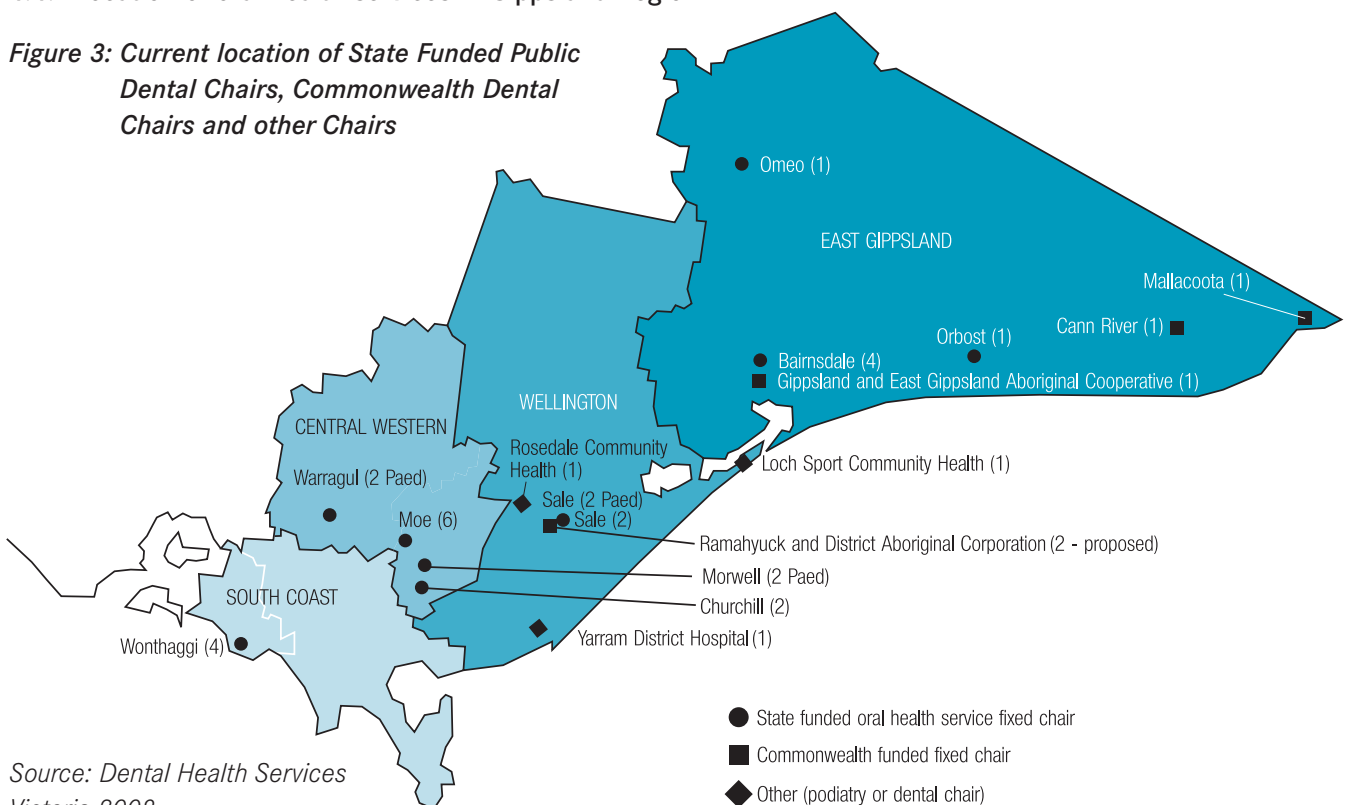 Figure 3: Current location of State Funded Public
Dental Chairs, Commonwealth Dental
Chairs and other Chairs
Omeo (1)
EAST GIPPSLAND
Mallacoota (1)
Cann River (1)
Orbost (1)
Bairnsdale (4)
Gippsland and East Gippsland Aboriginal Cooperative (1)
WELLINGTON
CENTRAL WESTERN
Rosedale Community
Health (1)
Loch Sport Community Health (1)
Warragul (2 Paed)
Sale (2 Paed)
Moe (6)
Sale (2)
Ramahyuck and District Aboriginal Corporation (2 - proposed)
Morwell (2 Paed)
SOUTH COAST
Churchill (2)
Wonthaggi (4)
Yarram District Hospital (1)
State funded oral health service fixed chair
Commonwealth funded fixed chair
Other (podiatry or dental chair)
Source: Dental Health Services